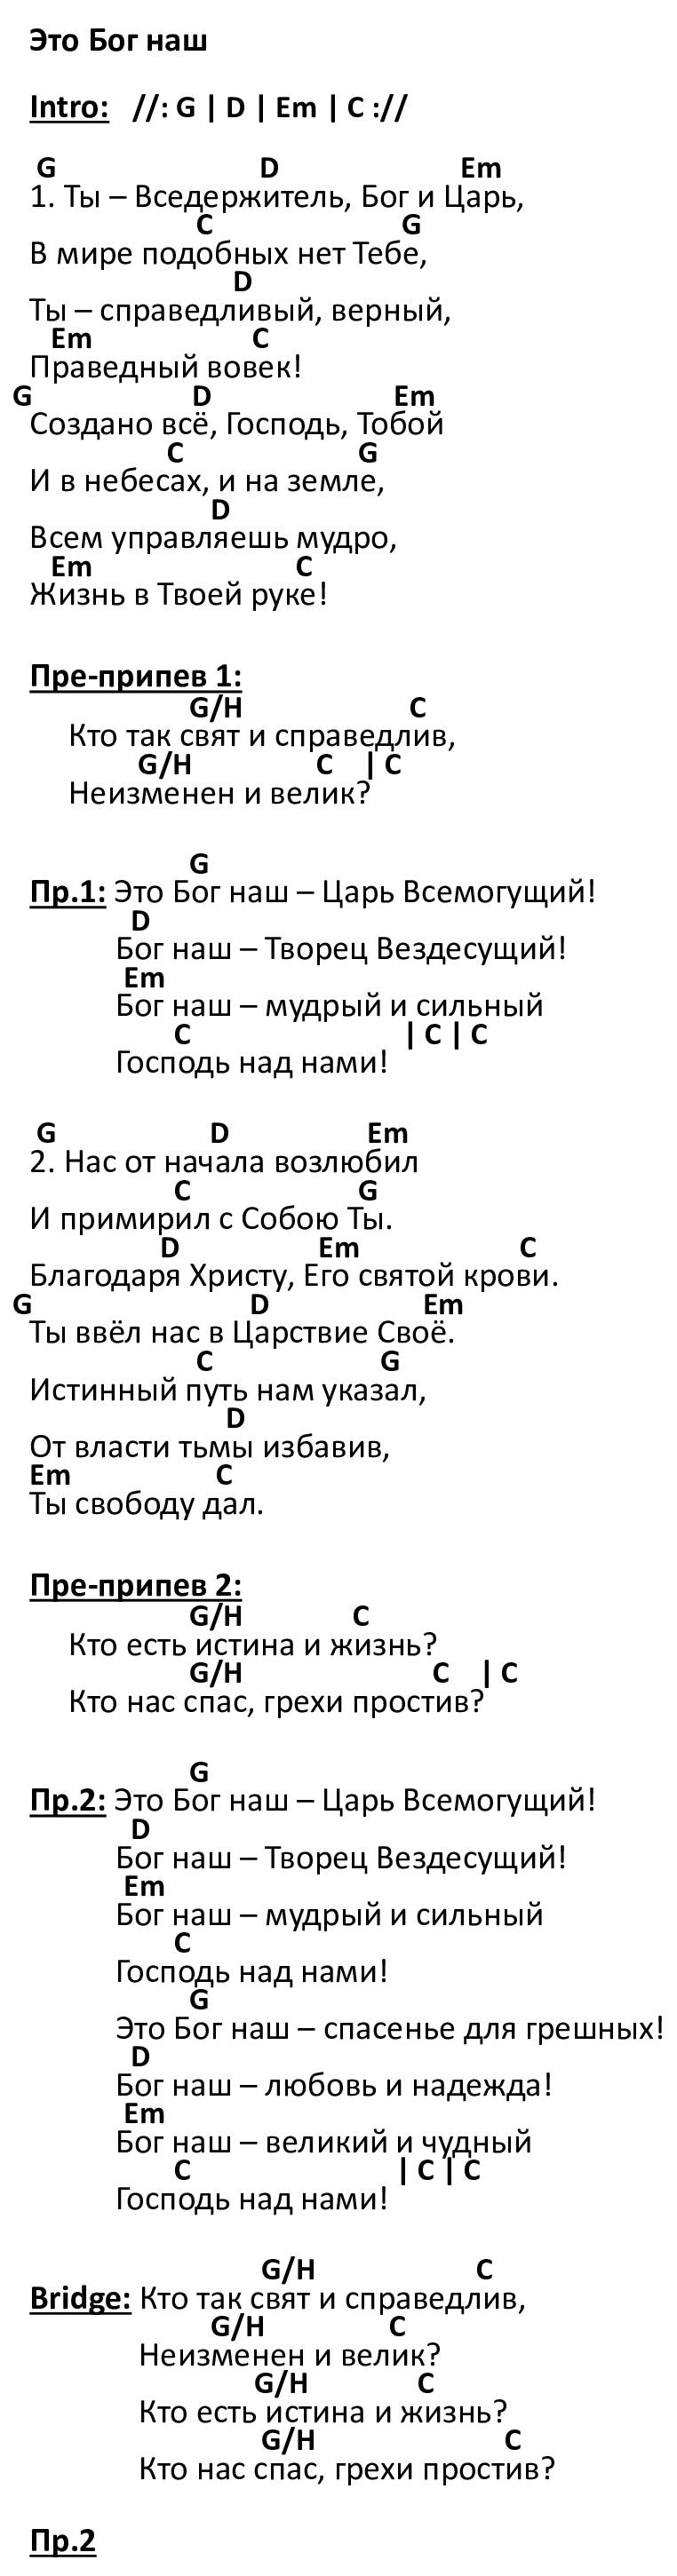 Это Бог наш
Intro: //: G | D | Em | C ://
G D Em
1. Ты – Вседержитель, Бог и Царь,
C G
В мире подобных нет Тебе,
D
Ты – справедливый, верный,
Em C
Праведный вовек!
G D Em
Создано всё, Господь, Тобой
C G
И в небесах, и на земле,
D
Всем управляешь мудро,
Em C
Жизнь в Твоей руке!
Пре-припев 1:
G/H C
Кто так свят и справедлив,
G/H C | C
Неизменен и велик?
G
Пр.1: Это Бог наш – Царь Всемогущий!
D
Бог наш – Творец Вездесущий!
Em
Бог наш – мудрый и сильный
C | C | C
Господь над нами!
G D Em
2. Нас от начала возлюбил
C G
И примирил с Собою Ты.
D Em C
Благодаря Христу, Его святой крови.
G D Em
Ты ввёл нас в Царствие Своё.
C G
Истинный путь нам указал,
D
От власти тьмы избавив,
Em C
Ты свободу дал.
Пре-припев 2:
G/H C
Кто есть истина и жизнь?
G/H C | C
Кто нас спас, грехи простив?
G
Пр.2: Это Бог наш – Царь Всемогущий!
D
Бог наш – Творец Вездесущий!
Em
Бог наш – мудрый и сильный
C
Господь над нами!
G
Это Бог наш – спасенье для грешных!
D
Бог наш – любовь и надежда!
Em
Бог наш – великий и чудный
C | C | C
Господь над нами!
G/H C
Bridge: Кто так свят и справедлив,
G/H C
Неизменен и велик?
G/H C
Кто есть истина и жизнь?
G/H C
Кто нас спас, грехи простив?
Пр.2